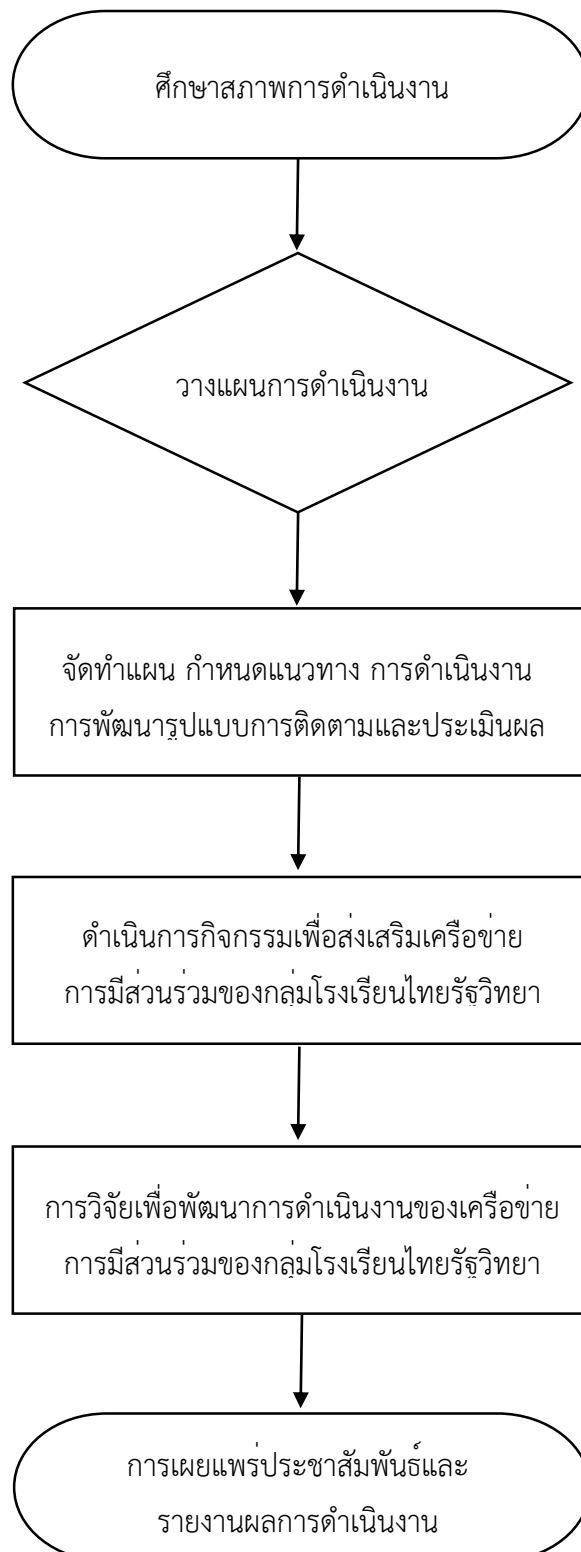 ศึกษาสภาพการดำเนินงาน
วางแผนการดำเนินงาน
จัดทำแผน กำหนดแนวทาง การดำเนินงาน
การพัฒนารูปแบบการติดตามและประเมินผล
ดำเนินการกิจกรรมเพื่อส่งเสริมเครือข่าย
การมีส่วนร่วมของกลุ่มโรงเรียนไทยรัฐวิทยา
การวิจัยเพื่อพัฒนาการดำเนินงานของเครือข่าย
การมีส่วนร่วมของกลุ่มโรงเรียนไทยรัฐวิทยา
การเผยแพร่ประชาสัมพันธ์และ
รายงานผลการดำเนินงาน